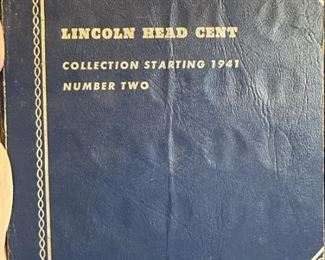 LINCOLN HEAD CENT
COLLECTION STARTING 1941
NUMBER TWO